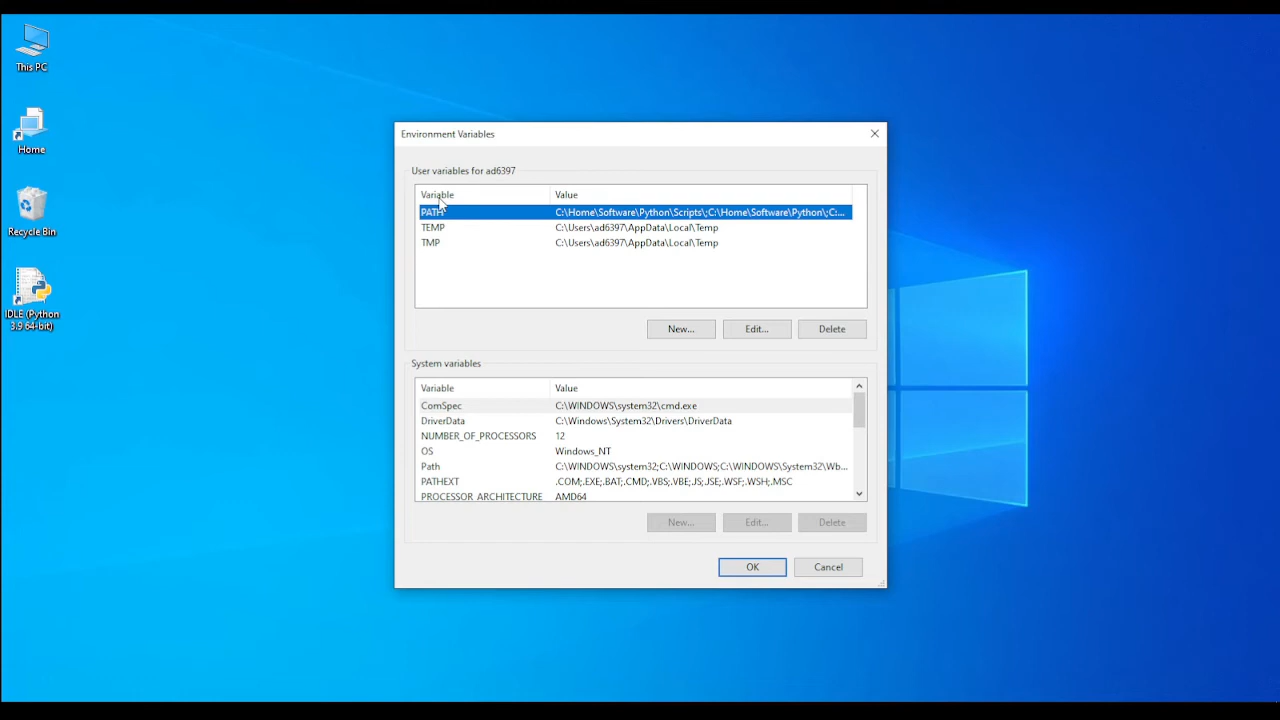 This PC
Home
Recycle Bin
IDLE (Python
3.9 64-bit)
Environment Variables
User variables for ad6397
Variable Value
PATH C:\Home\Software\Python\Scripts\;C:\Home\Software\Python\;C:...
TEMP C:\Users\ad6397\AppData\Local\Temp
TMP C:\Users\ad6397\AppData\Local\Temp
New... Edit... Delete
System variables
Variable Value
ComSpec C:\WINDOWS\system32\cmd.exe
DriverData C:\Windows\System32\Drivers\DriverData
NUMBER_OF_PROCESSORS 12
OS Windows_NT
Path C:\WINDOWS\system32;C:\WINDOWS;C:\WINDOWS\System32\Wb...
PATHEXT .COM;.EXE;.BAT;.CMD;.VBS;.VBE;.JS;.JSE;.WSF;.WSH;.MSC
PROCESSOR_ARCHITECTURE AMD64
New... Edit... Delete
OK Cancel